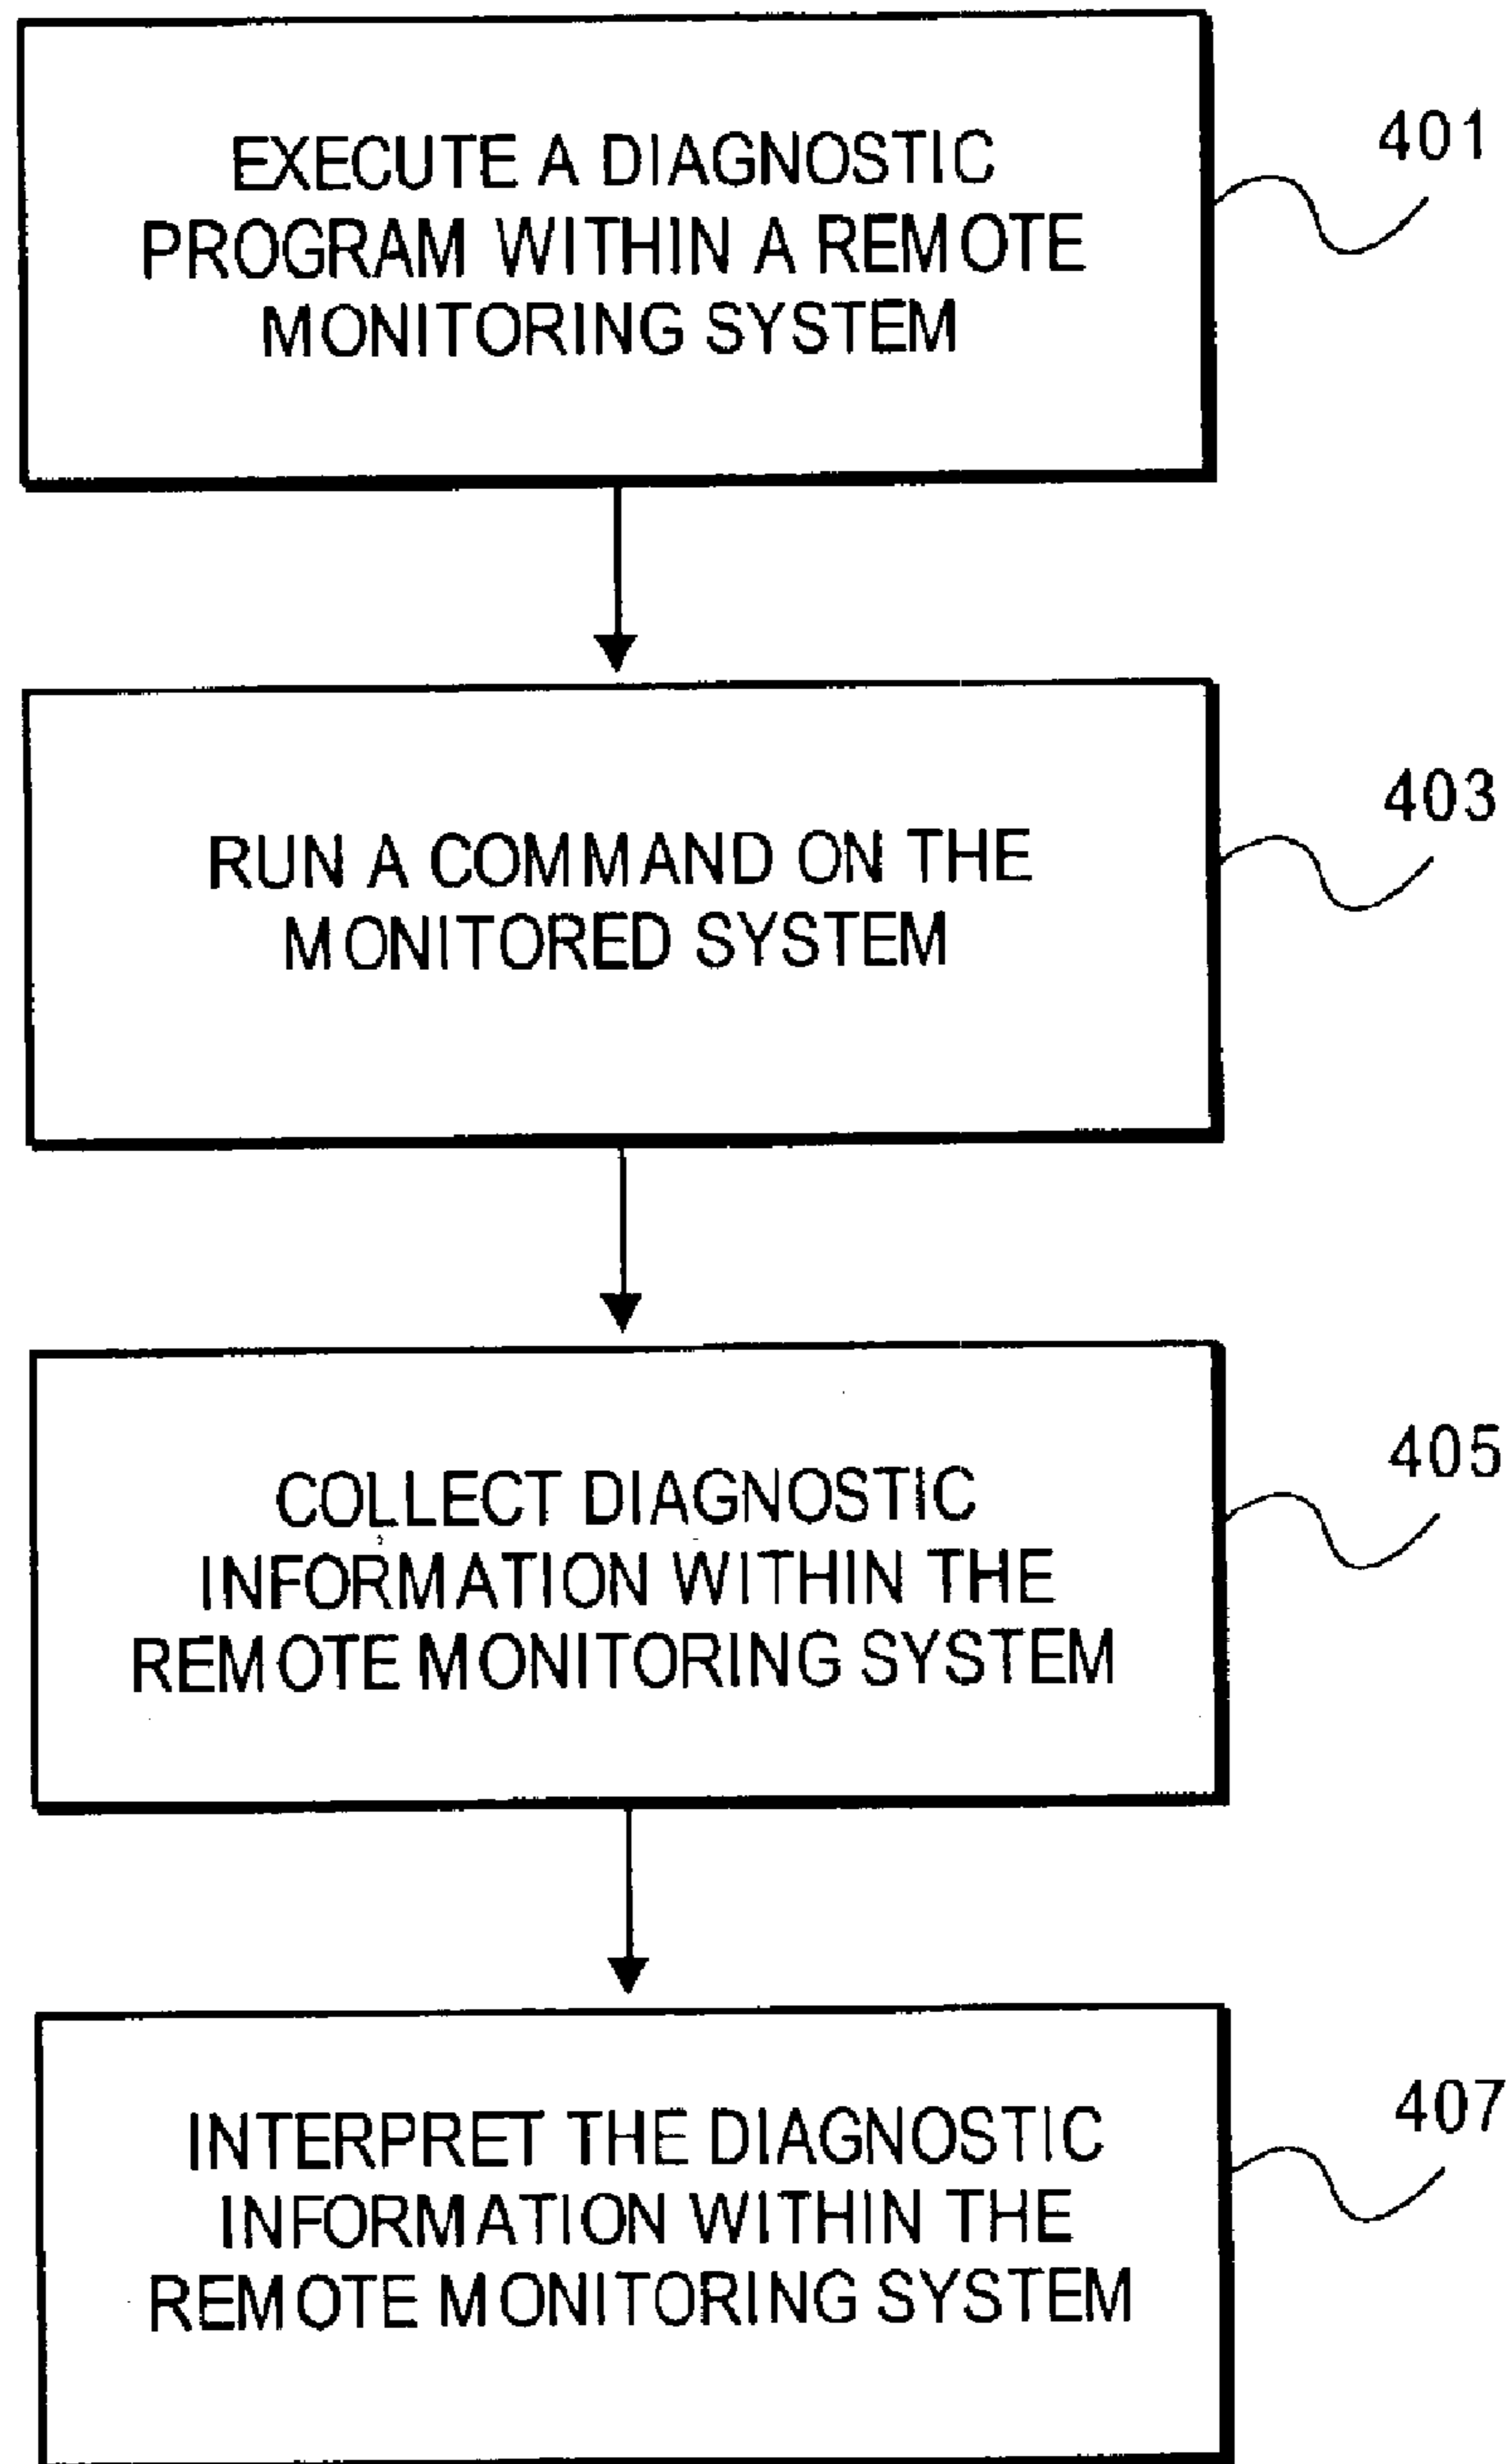 EXECUTE A DIAGNOSTIC
PROGRAM WITHIN A REMOTE
MONITORING SYSTEM
401
RUN A COMMAND ON THE
MONITORED SYSTEM
403
COLLECT DIAGNOSTIC
INFORMATION WITHIN THE
REMOTE MONITORING SYSTEM
405
INTERPRET THE DIAGNOSTIC
INFORMATION WITHIN THE
REMOTE MONITORING SYSTEM
407